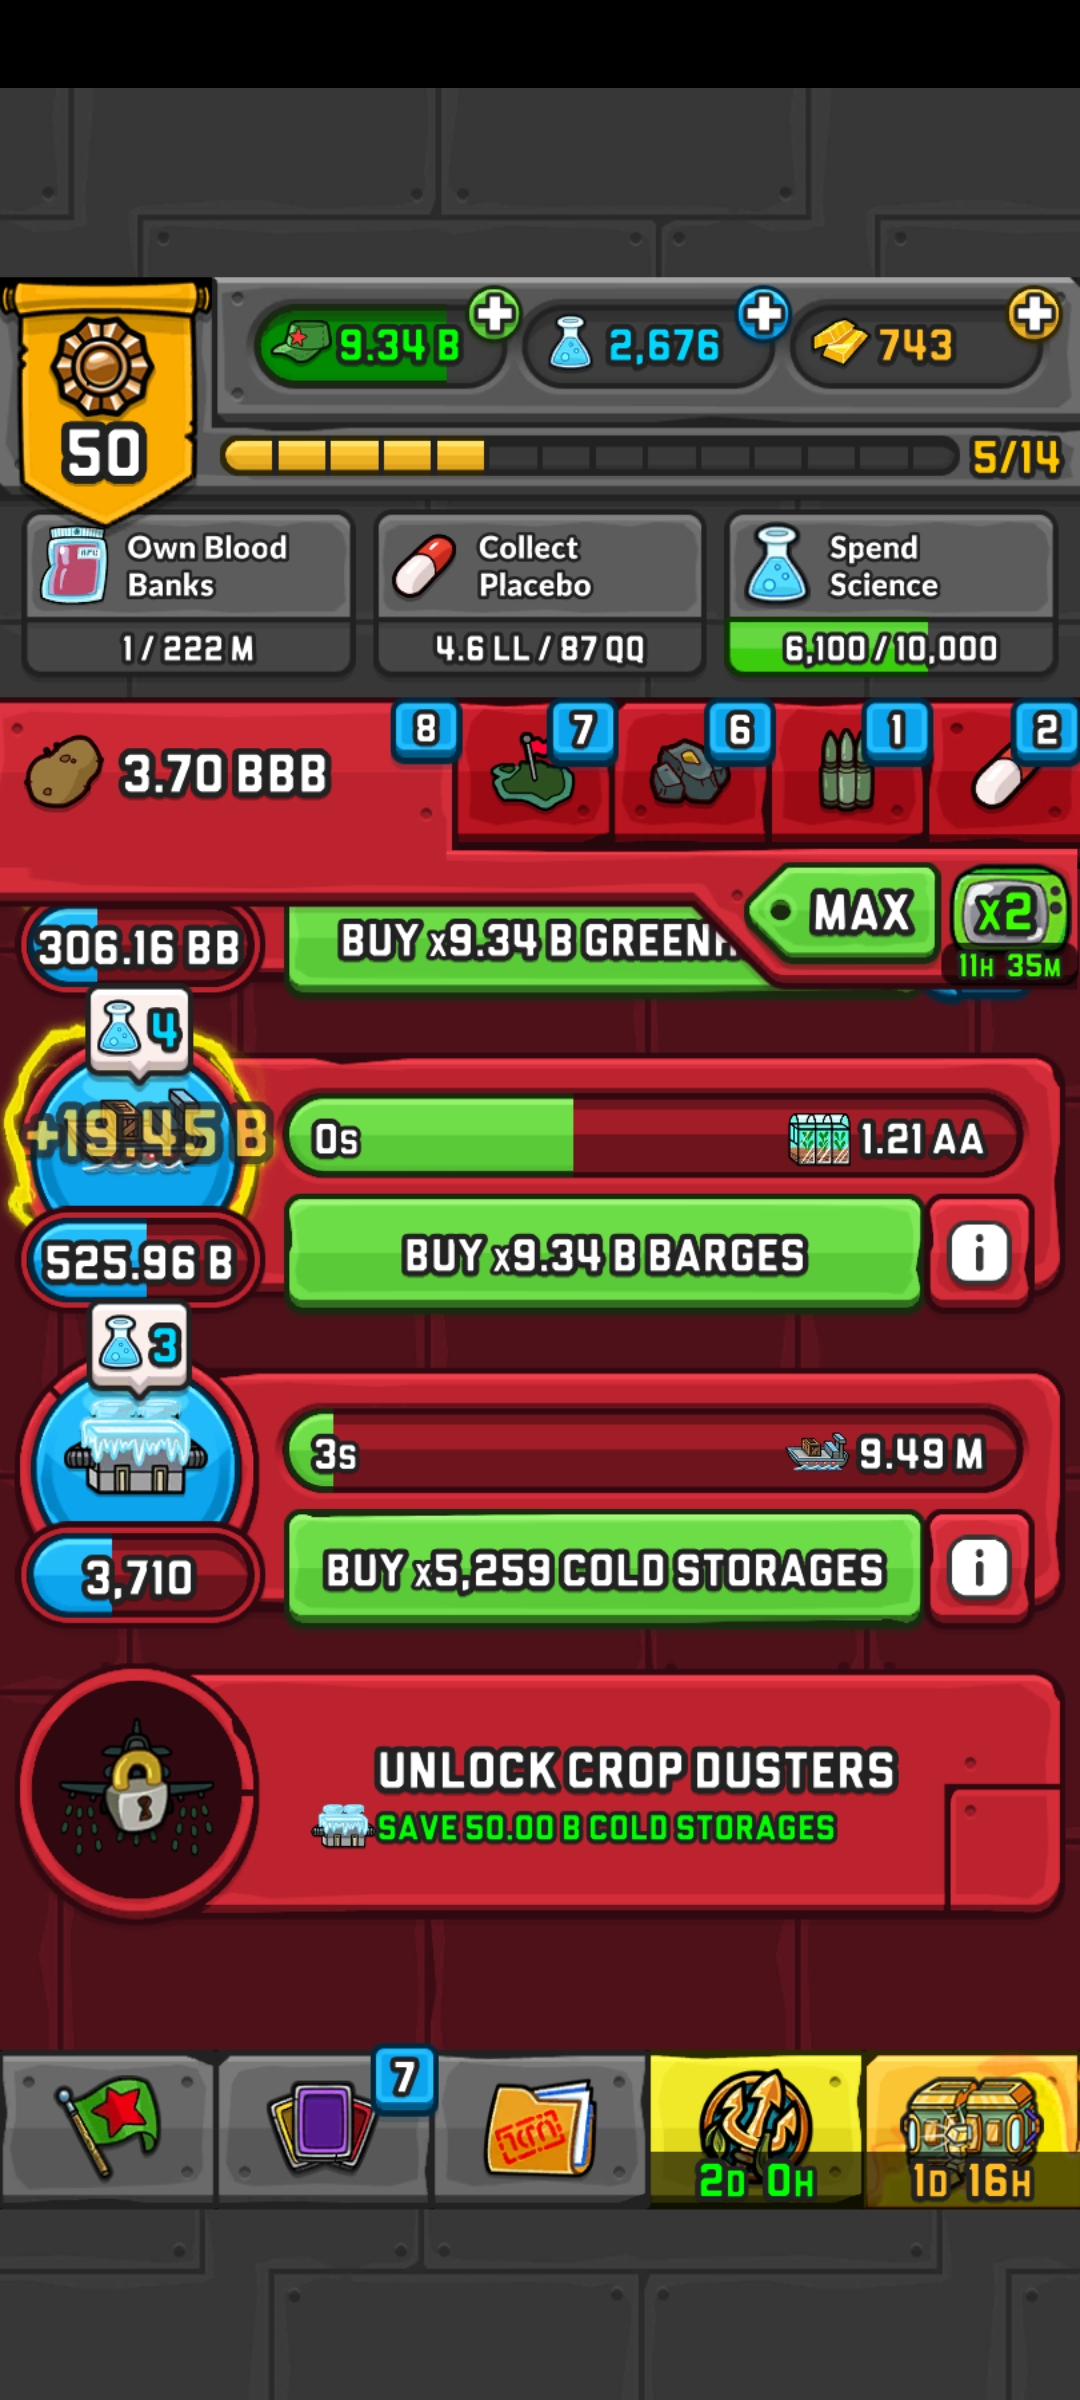 9.34 B
2,676
743
50
5/14
Own Blood
Banks
1 / 222 M
Collect
Placebo
4.6 LL / 87 QQ
Spend
Science
6,100 / 10,000
3.70 BBB
8
7
6
1
2
MAX
x2
11H 35M
306.16 BB
BUY x9.34 B GREENH
4
+19.45 B
0s
1.21 AA
525.96 B
BUY x9.34 B BARGES
i
3
3s
9.49 M
3,710
BUY x5,259 COLD STORAGES
i
UNLOCK CROP DUSTERS
SAVE 50.00 B COLD STORAGES
7
2D 0H
1D 16H